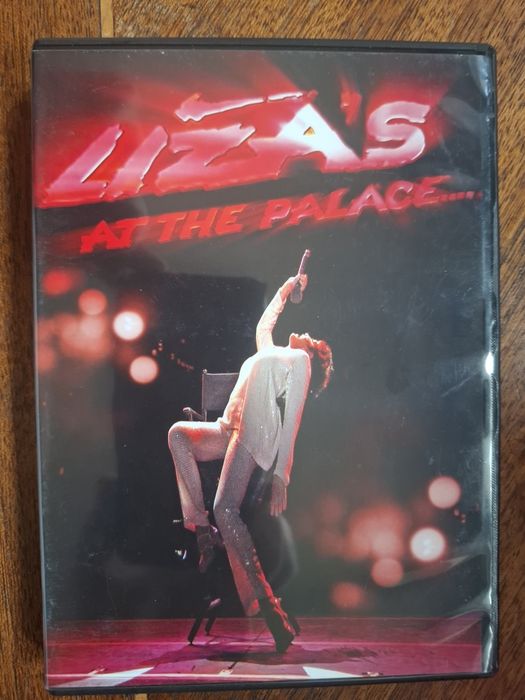 LIZA'S
AT THE PALACE.....